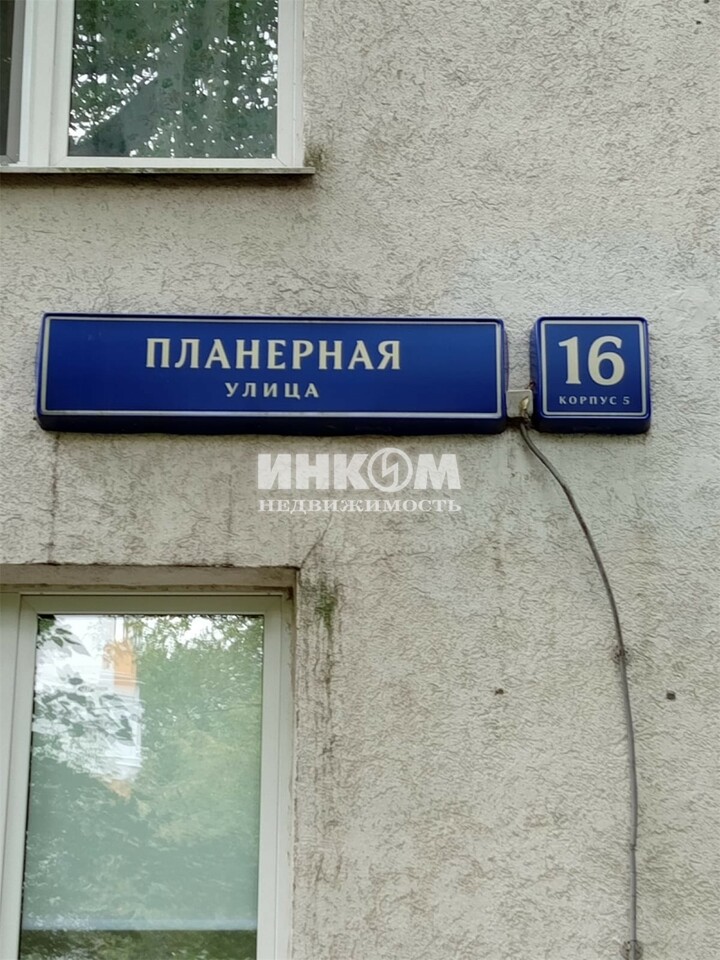 ПЛАНЕРНАЯ
УЛИЦА
16
КОРПУС 5
ИНКОМ
НЕДВИЖИМОСТЬ